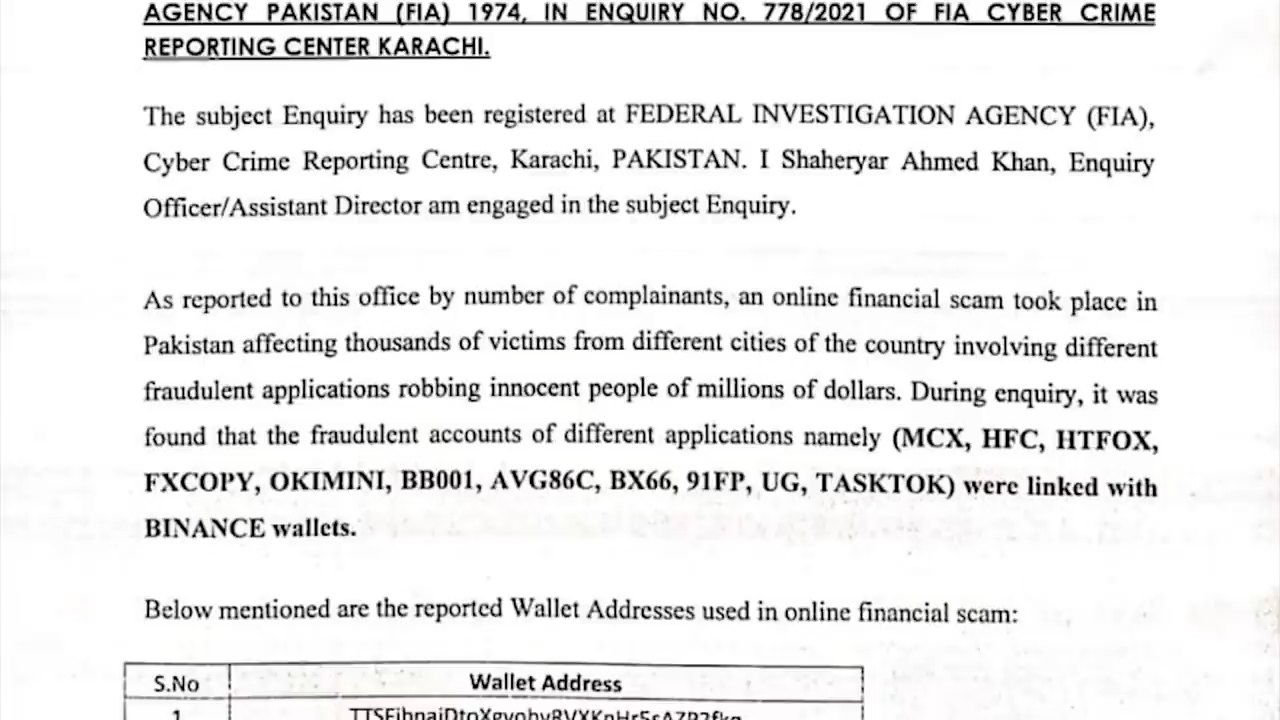 AGENCY PAKISTAN (FIA) 1974, IN ENQUIRY NO. 778/2021 OF FIA CYBER CRIME
REPORTING CENTER KARACHI.
The subject Enquiry has been registered at FEDERAL INVESTIGATION AGENCY (FIA),
Cyber Crime Reporting Centre, Karachi, PAKISTAN. I Shaheryar Ahmed Khan, Enquiry
Officer/Assistant Director am engaged in the subject Enquiry.
As reported to this office by number of complainants, an online financial scam took place in
Pakistan affecting thousands of victims from different cities of the country involving different
fraudulent applications robbing innocent people of millions of dollars. During enquiry, it was
found that the fraudulent accounts of different applications namely (MCX, HFC, HTFOX,
FXCOPY, OKIMINI, BB001, AVG86C, BX66, 91FP, UG, TASKTOK) were linked with
BINANCE wallets.
Below mentioned are the reported Wallet Addresses used in online financial scam:
S.No Wallet Address
1